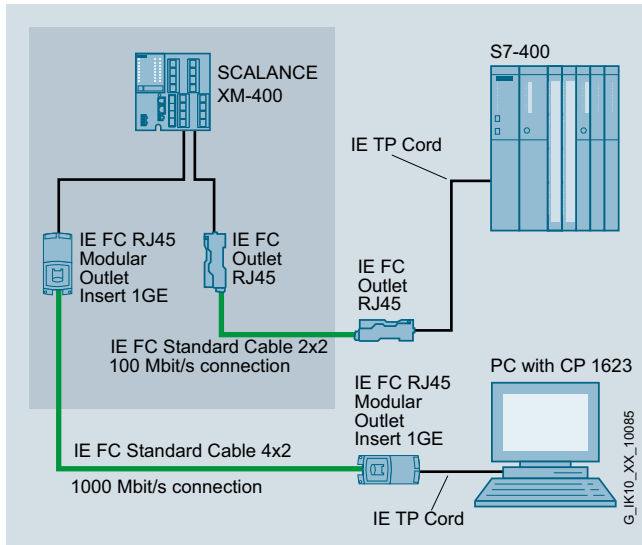 SCALANCE
XM-400
S7-400
IE TP Cord
IE FC RJ45
Modular
Outlet
Insert 1GE
IE FC
Outlet
RJ45
IE FC
Outlet
RJ45
IE FC Standard Cable 2x2
100 Mbit/s connection
PC with CP 1623
IE FC RJ45
Modular
Outlet
Insert 1GE
IE FC Standard Cable 4x2
1000 Mbit/s connection
IE TP Cord
G_IK10_XX_10085